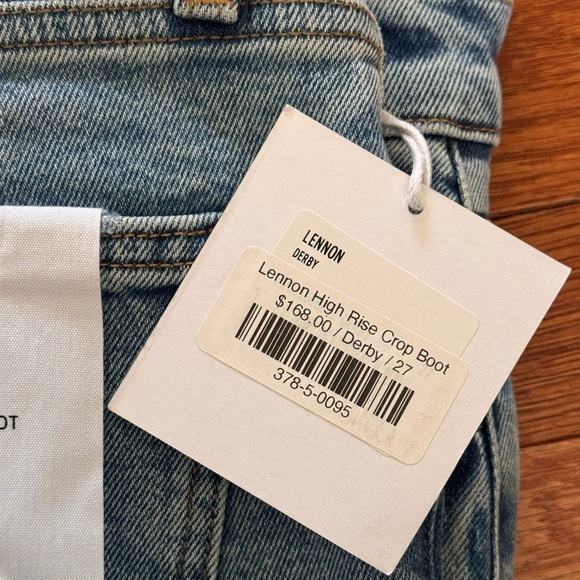 LENNON
DERBY
Lennon High Rise Crop Boot
$168.00 / Derby / 27
378-5-0095
OT